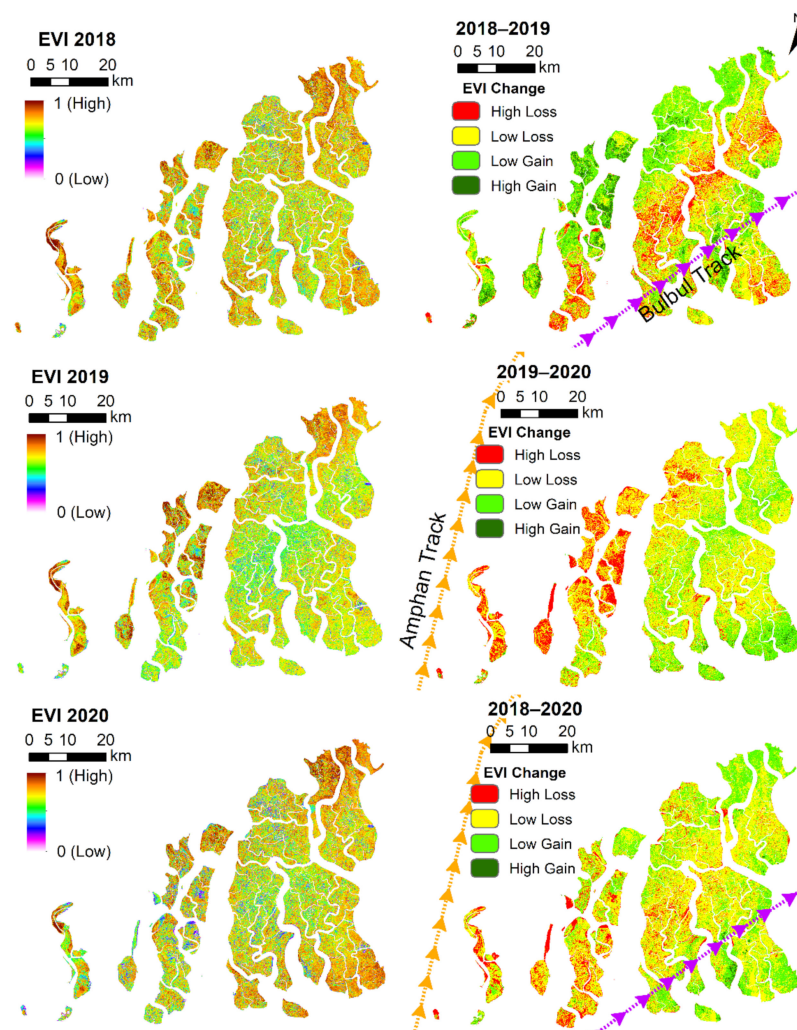 EVI 2018
0 5 10 20
km
1 (High)
0 (Low)
2018–2019
0 5 10 20
km
EVI Change
High Loss
Low Loss
Low Gain
High Gain
N
Bulbul Track
EVI 2019
0 5 10 20
km
1 (High)
0 (Low)
2019–2020
0 5 10 20
km
EVI Change
High Loss
Low Loss
Low Gain
High Gain
Amphan Track
EVI 2020
0 5 10 20
km
1 (High)
0 (Low)
2018–2020
0 5 10 20
km
EVI Change
High Loss
Low Loss
Low Gain
High Gain